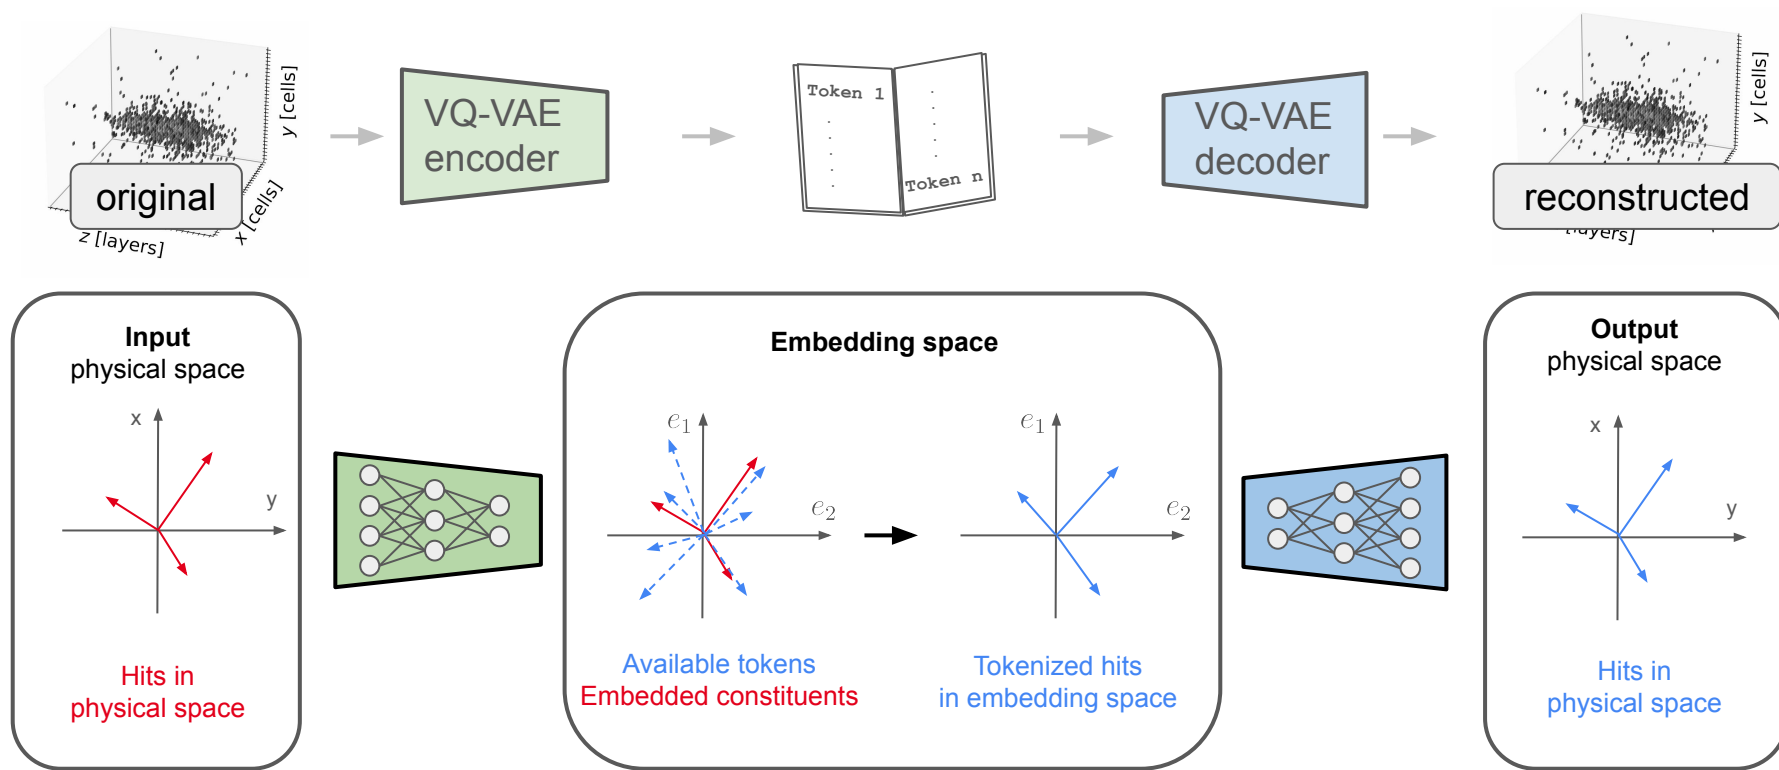 y [cells]
x [cells]
z [layers]
original
VQ-VAE
encoder
Token 1
Token n
VQ-VAE
decoder
y [cells]
[layers]
reconstructed
Input
physical space
x
y
Hits in
physical space
Embedding space
e1
e2
Available tokens
Embedded constituents
e1
e2
Tokenized hits
in embedding space
Output
physical space
x
y
Hits in
physical space